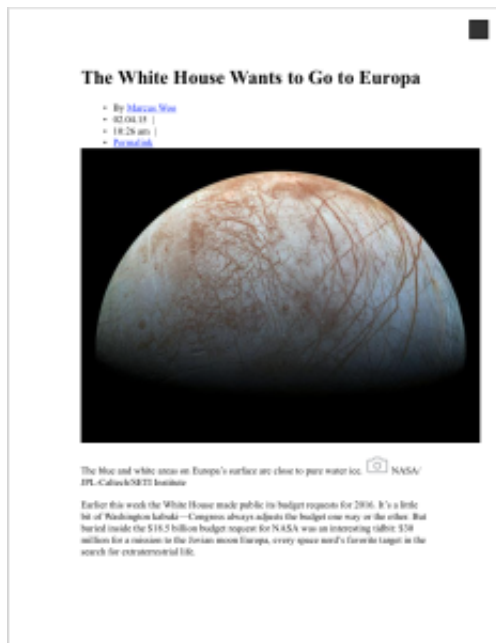 The White House Wants to Go to Europa
• By Marcus Woo
• 02.04.15 |
• 10:26 am |
• Permalink
The blue and white areas on Europa's surface are close to pure water ice. NASA/
JPL-Caltech/SETI Institute
Earlier this week the White House made public its budget requests for 2016. It's a little
bit of Washington kabuki—Congress always adjusts the budget one way or the other. But
buried inside the $18.5 billion budget request for NASA was an interesting tidbit: $30
million for a mission to the Jovian moon Europa, every space nerd's favorite target in the
search for extraterrestrial life.